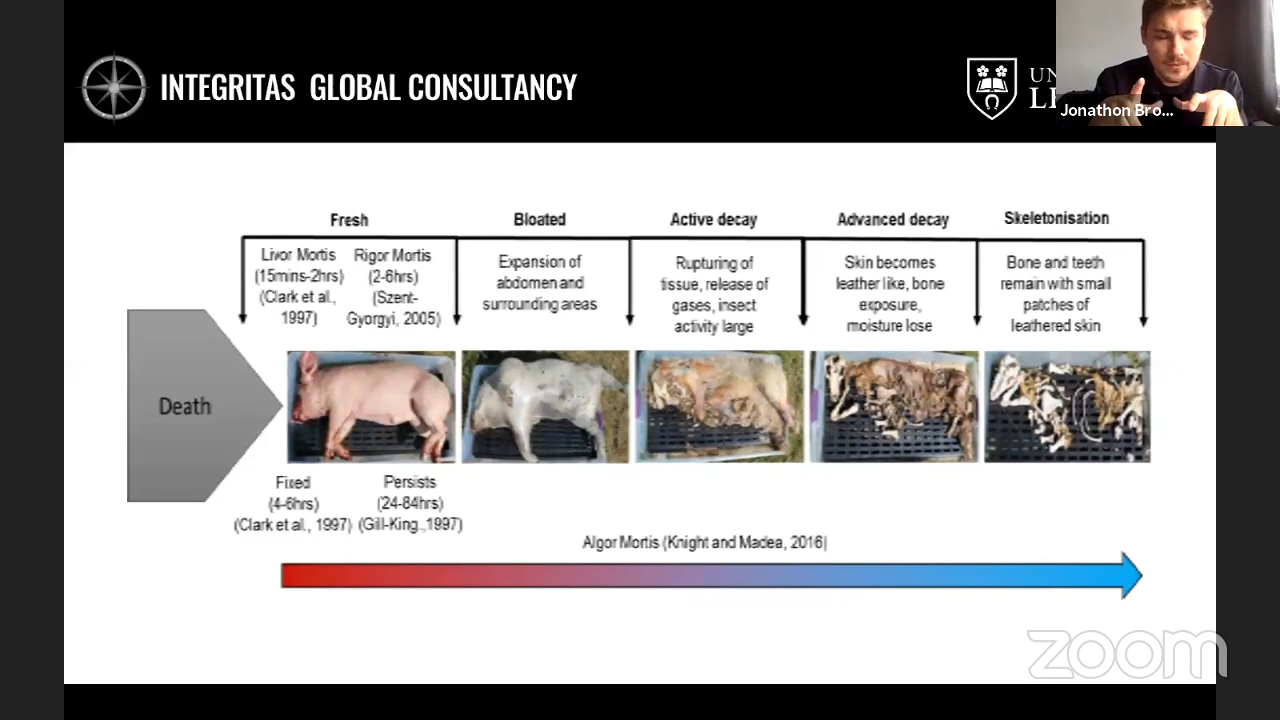 INTEGRITAS GLOBAL CONSULTANCY
UN
LE
Jonathon Bro...
Fresh
Bloated
Active decay
Advanced decay
Skeletonisation
Livor Mortis
(15mins-2hrs)
(Clark et al.,
1997)
Rigor Mortis
(2-6hrs)
(Szent-
Gyorgyi, 2005)
Expansion of
abdomen and
surrounding areas
Rupturing of
tissue, release of
gases, insect
activity large
Skin becomes
leather like, bone
exposure,
moisture lose
Bone and teeth
remain with small
patches of
leathered skin
Death
Fixed
(4-6hrs)
(Clark et al., 1997)
Persists
(24-84hrs)
(Gill-King.,1997)
Algor Mortis (Knight and Madea, 2016)
zoom